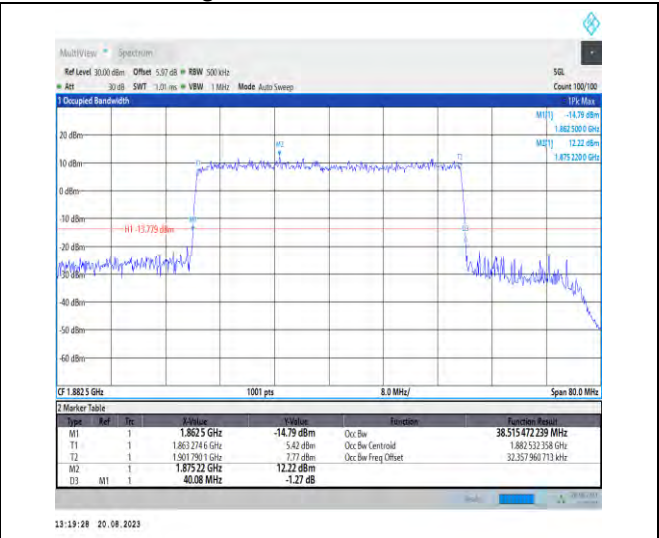 MultiView Spectrum
Ref Level 30.00 dBm Offset 5.97 dB RBW 500 kHz SGL
Att 30 dB SWT 1.01 ms VBW 1 MHz Mode Auto Sweep Count 100/100
1 Occupied Bandwidth 1Pk Max
M1[1] -14.79 dBm
1.862 500 0 GHz
M2[1] 12.22 dBm
1.875 220 0 GHz
20 dBm
M2
10 dBm
T1
T2
0 dBm
-10 dBm
M1
H1 -13.779 dBm
D3
-20 dBm
-30 dBm
-40 dBm
-50 dBm
-60 dBm
CF 1.882 5 GHz 1001 pts 8.0 MHz/ Span 80.0 MHz
2 Marker Table
Type Ref Trc X-Value Y-Value Function Function Result
M1 1 1.862 5 GHz -14.79 dBm Occ Bw 38.515 472 239 MHz
T1 1 1.863 274 6 GHz 5.42 dBm Occ Bw Centroid 1.882 532 358 GHz
T2 1 1.901 790 1 GHz 7.77 dBm Occ Bw Freq Offset 32.357 960 713 kHz
M2 1 1.875 22 GHz 12.22 dBm
D3 M1 1 40.08 MHz -1.27 dB
13:19:28 20.08.2023